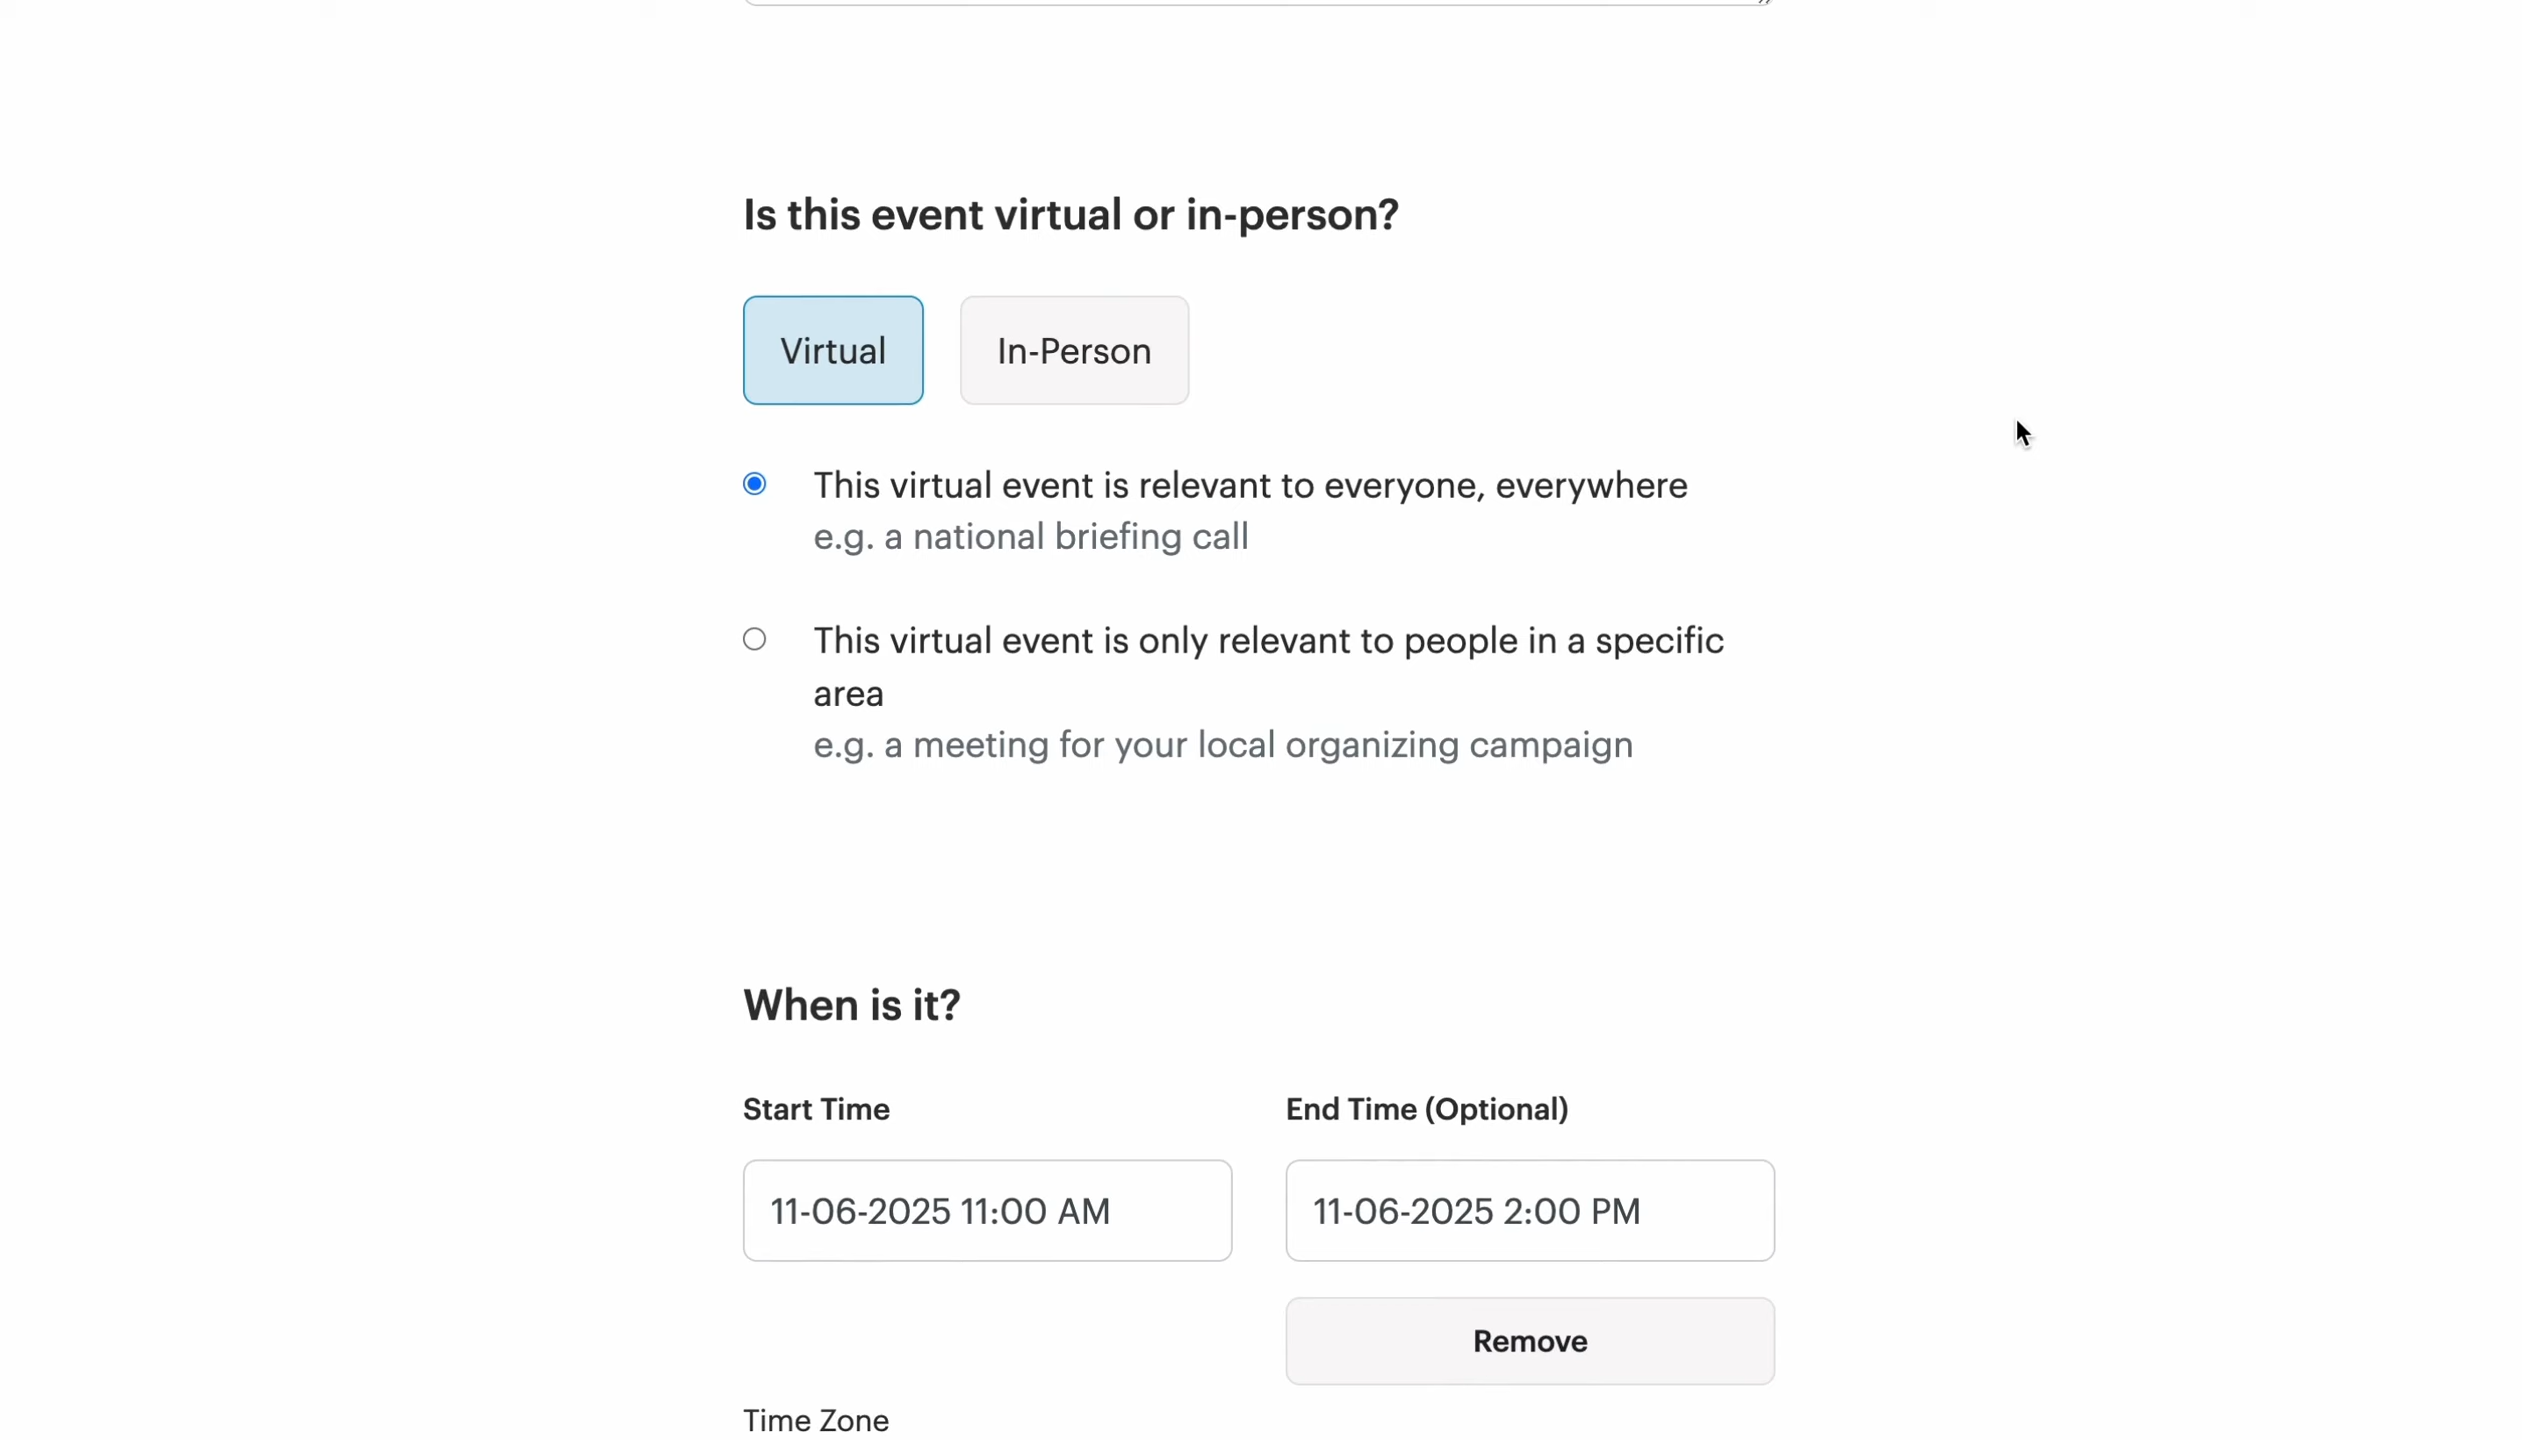 Is this event virtual or in-person?
Virtual
In-Person
This virtual event is relevant to everyone, everywhere
e.g. a national briefing call
This virtual event is only relevant to people in a specific
area
e.g. a meeting for your local organizing campaign
When is it?
Start Time
End Time (Optional)
11-06-2025 11:00 AM
11-06-2025 2:00 PM
Remove
Time Zone